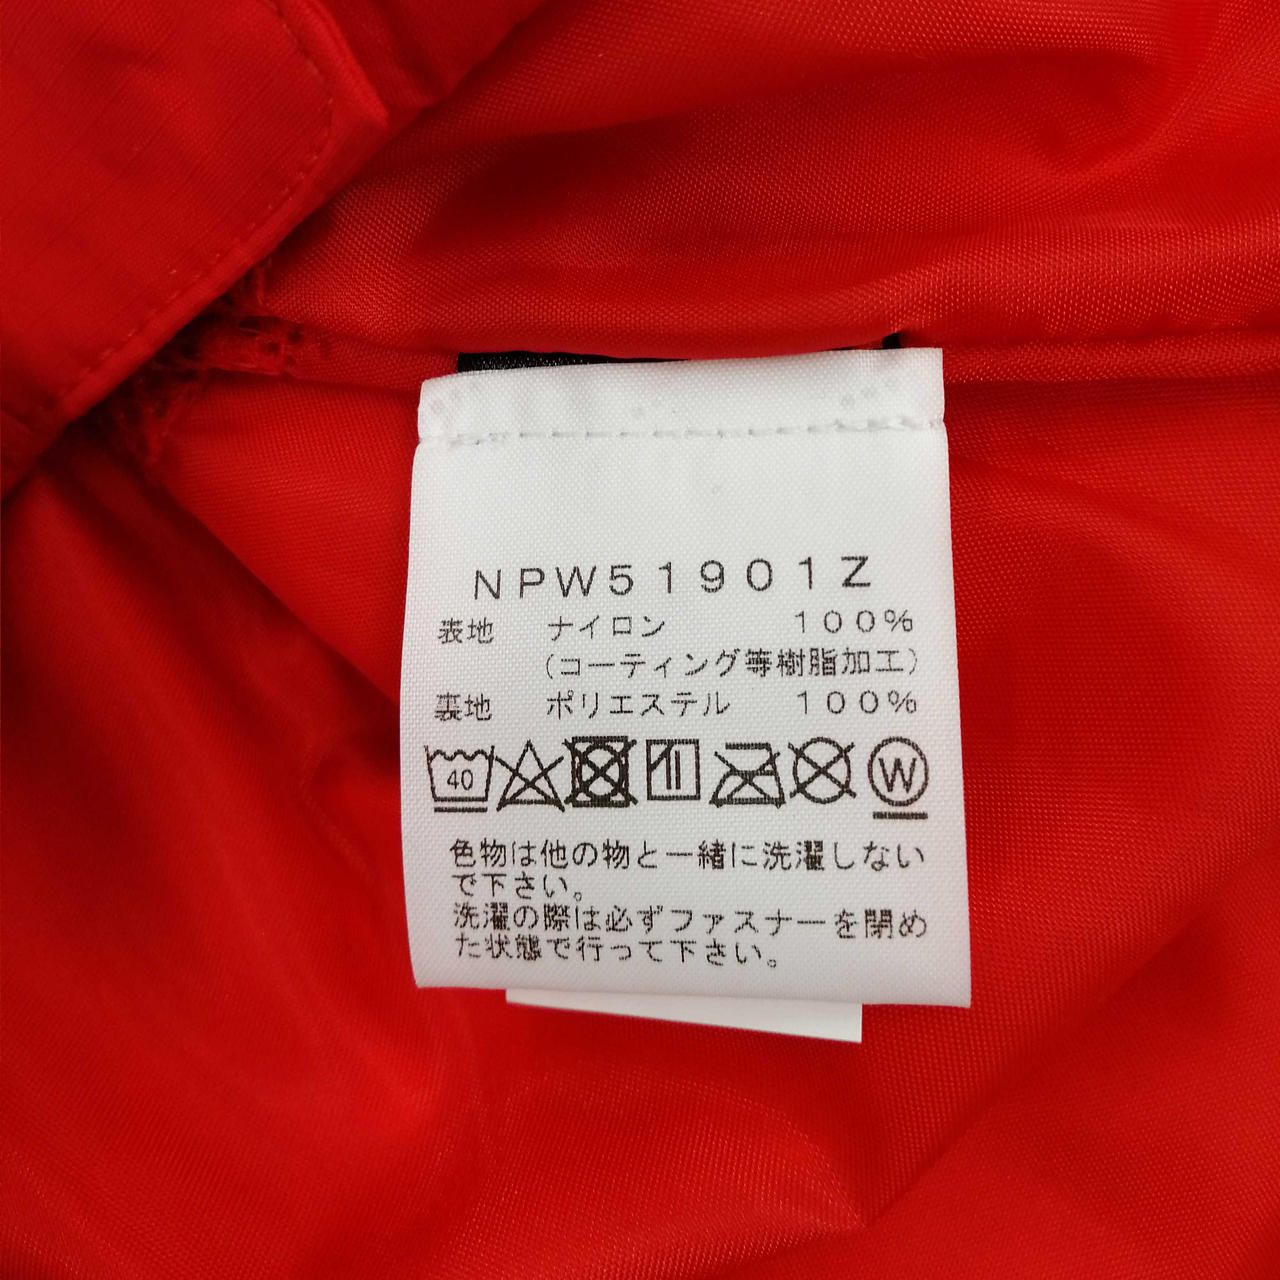 NPW51901Z
表地 ナイロン 100%
(コーティング等樹脂加工)
裏地 ポリエステル 100%
40 W
色物は他の物と一緒に洗濯しない
で下さい。
洗濯の際は必ずファスナーを閉め
た状態で行って下さい。